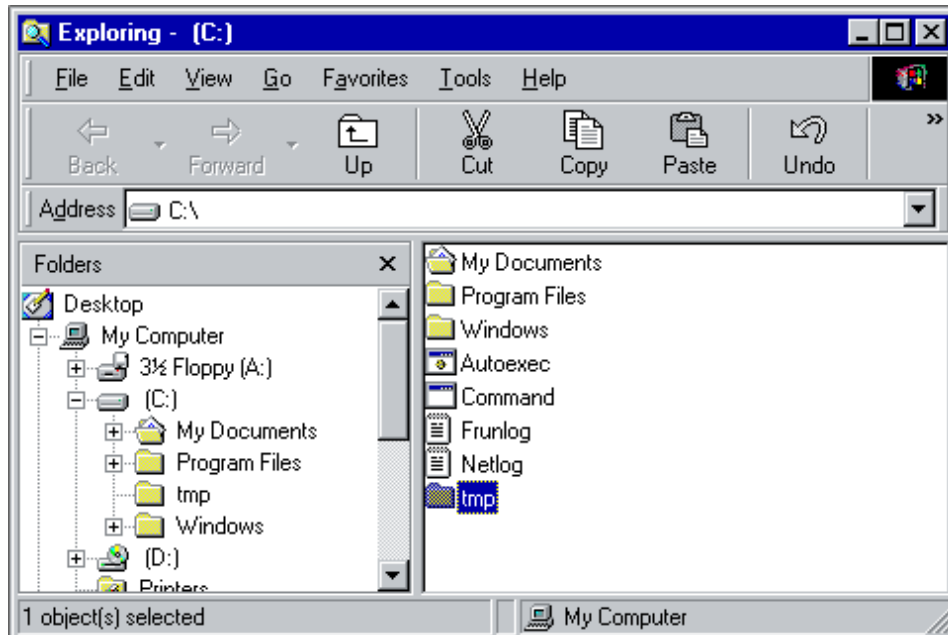 Exploring - (C:)
File Edit View Go Favorites Tools Help
Back Forward Up Cut Copy Paste Undo »
Address C:\
Folders
Desktop
My Computer
3½ Floppy (A:)
(C:)
My Documents
Program Files
tmp
Windows
(D:)
Printers
My Documents
Program Files
Windows
Autoexec
Command
Frunlog
Netlog
tmp
1 object(s) selected My Computer